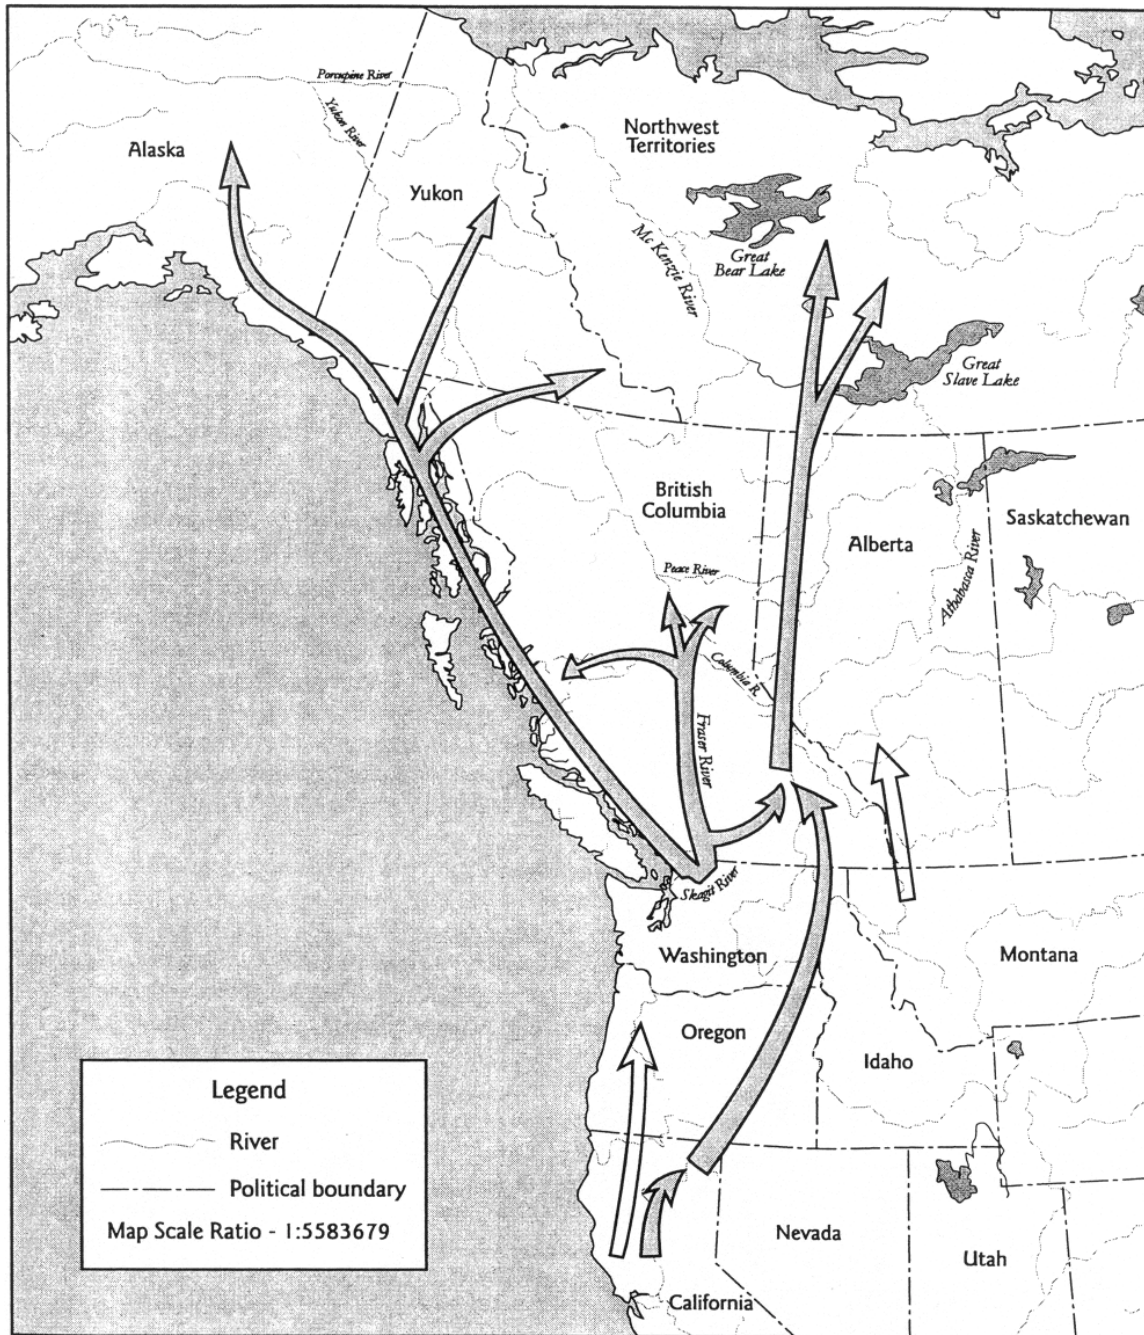 Porcupine River
Yukon River
Alaska
Yukon
Northwest
Territories
Mc Kenzie River
Great
Bear Lake
Great
Slave Lake
British
Columbia
Peace River
Alberta
Athabasca River
Saskatchewan
Columbia R.
Fraser River
Skagit River
Washington
Montana
Oregon
Idaho
Nevada
Utah
California
Legend
River
Political boundary
Map Scale Ratio - 1:5583679